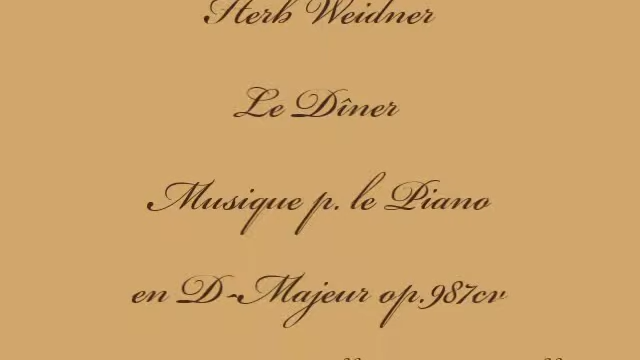 Herb Weidner
Le Dîner
Musique p. le Piano
en D-Majeur op.987cv